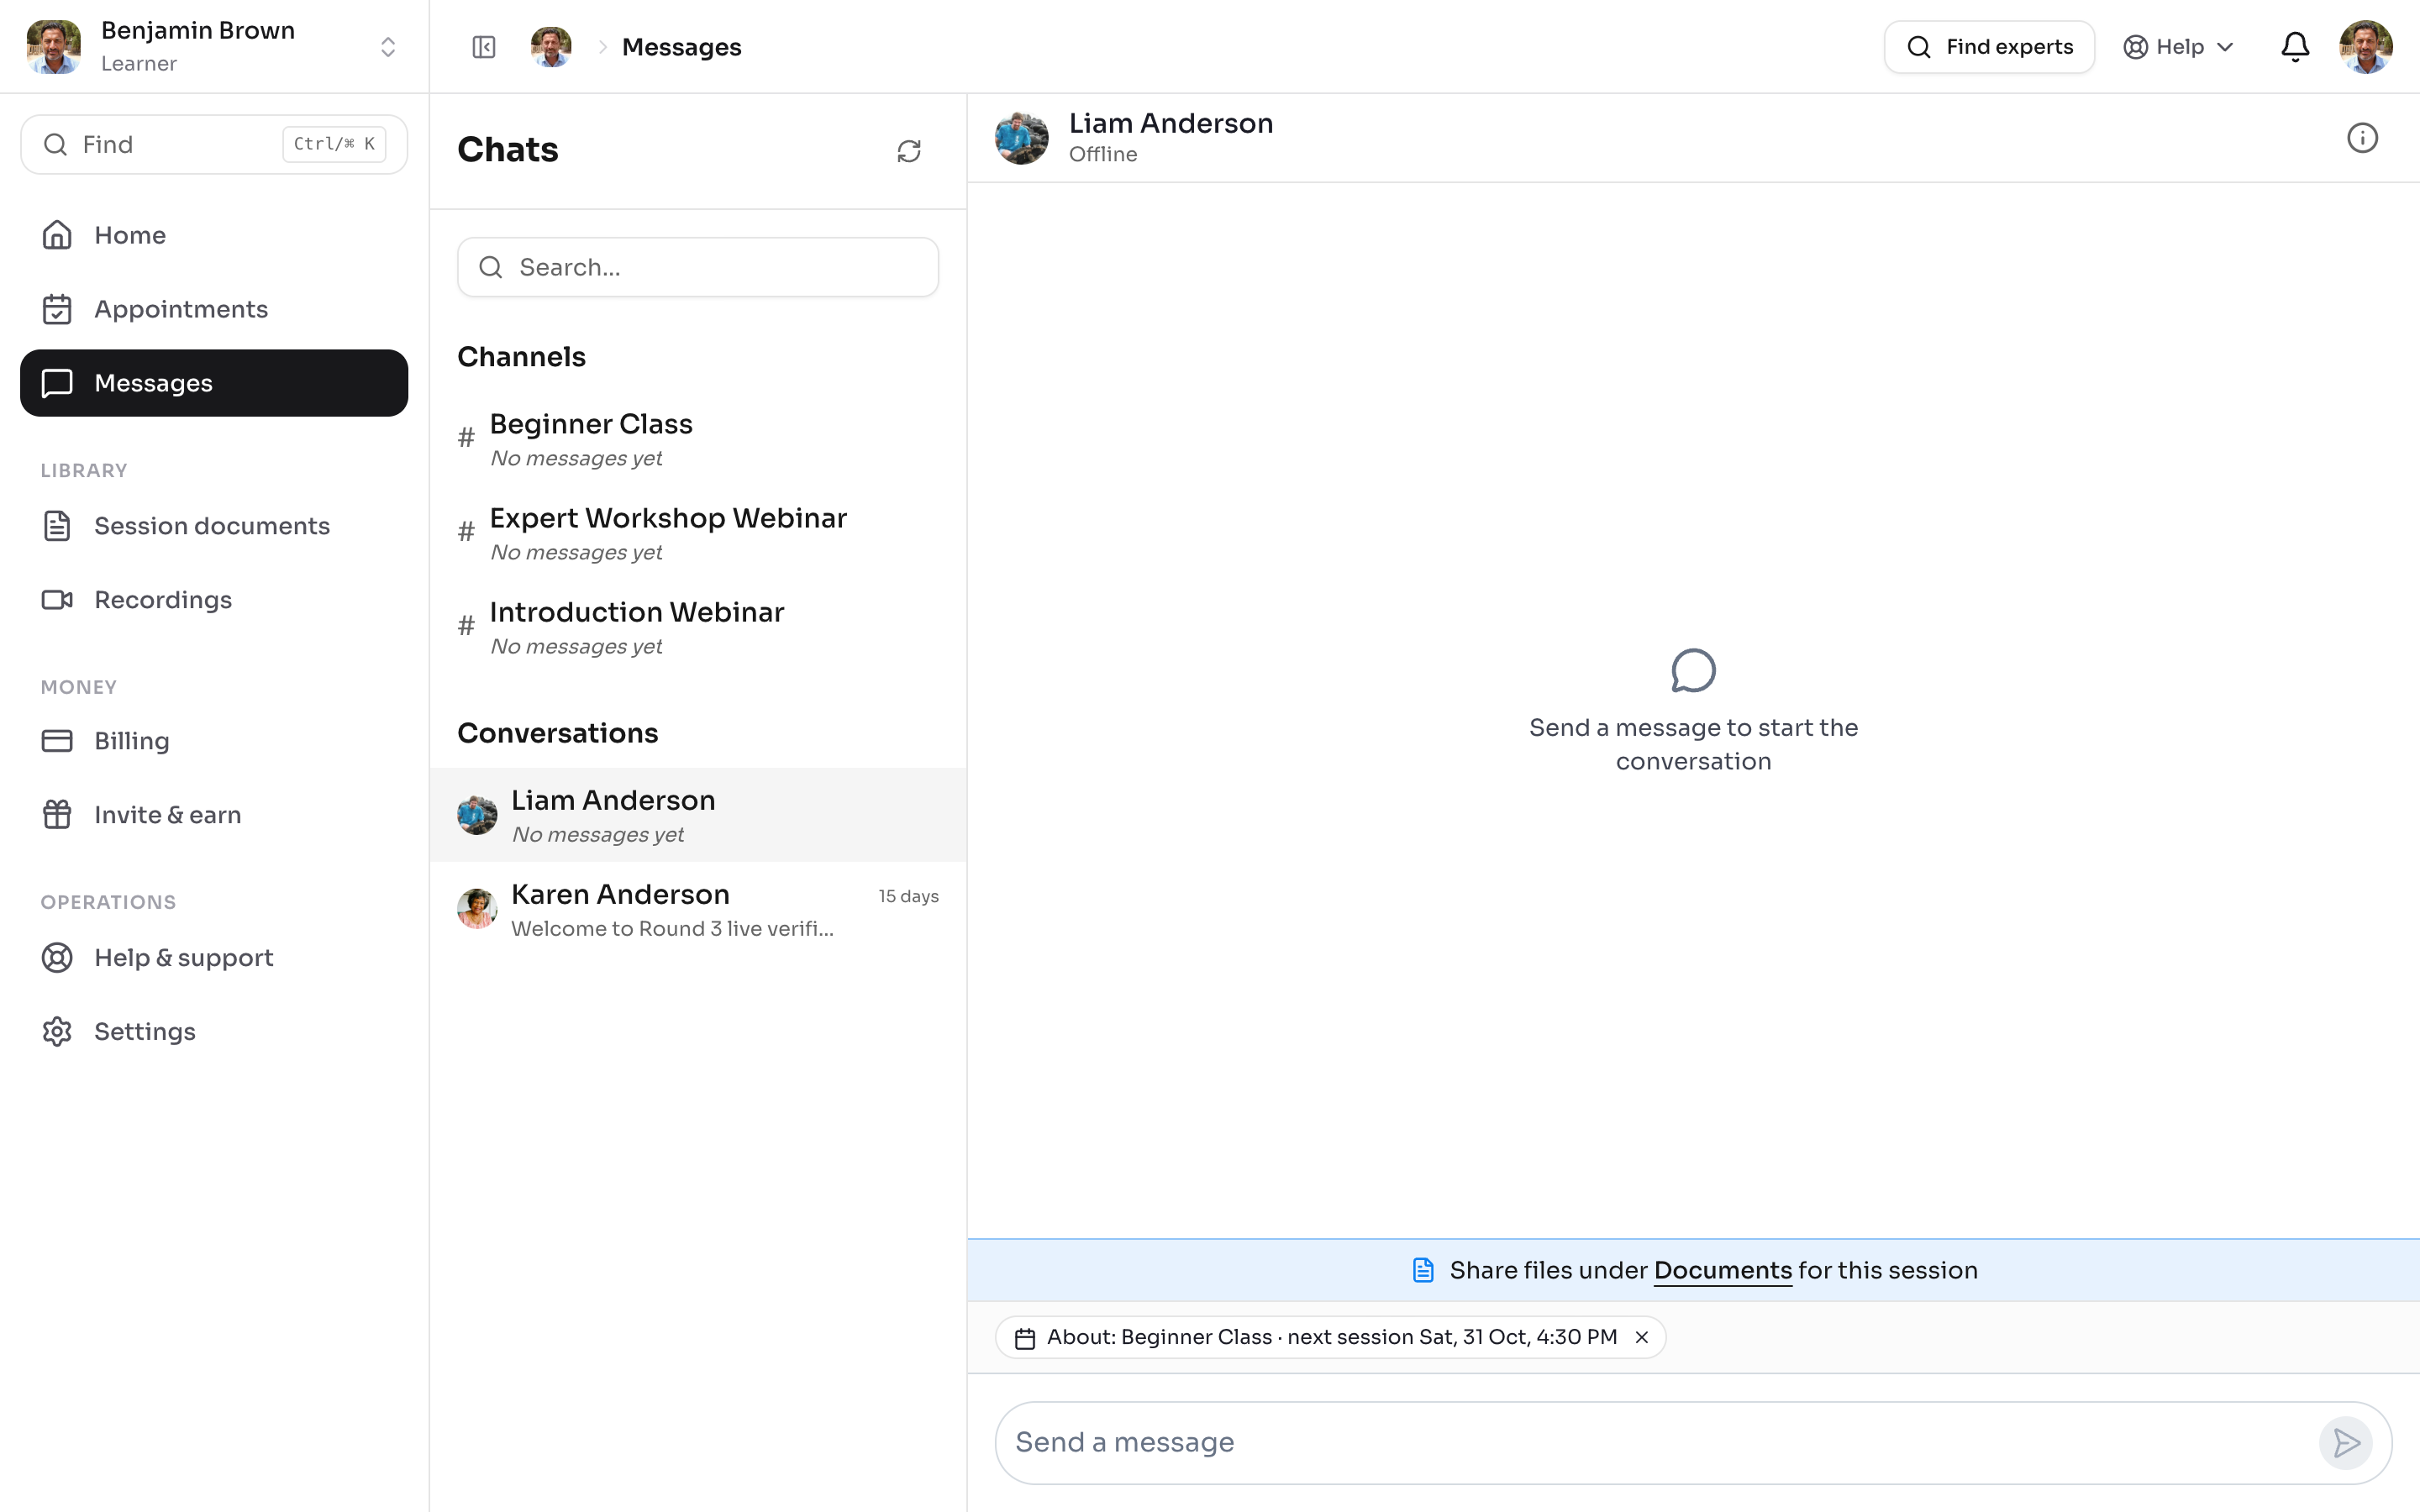 Benjamin Brown
Learner
Find
Ctrl/⌘ K
Home
Appointments
Messages
LIBRARY
Session documents
Recordings
MONEY
Billing
Invite & earn
OPERATIONS
Help & support
Settings
Messages
Find experts
Help
Chats
Search...
Channels
# Beginner Class
No messages yet
# Expert Workshop Webinar
No messages yet
# Introduction Webinar
No messages yet
Conversations
Liam Anderson
No messages yet
Karen Anderson
15 days
Welcome to Round 3 live verifi...
Liam Anderson
Offline
Send a message to start the
conversation
Share files under Documents for this session
About: Beginner Class · next session Sat, 31 Oct, 4:30 PM
Send a message